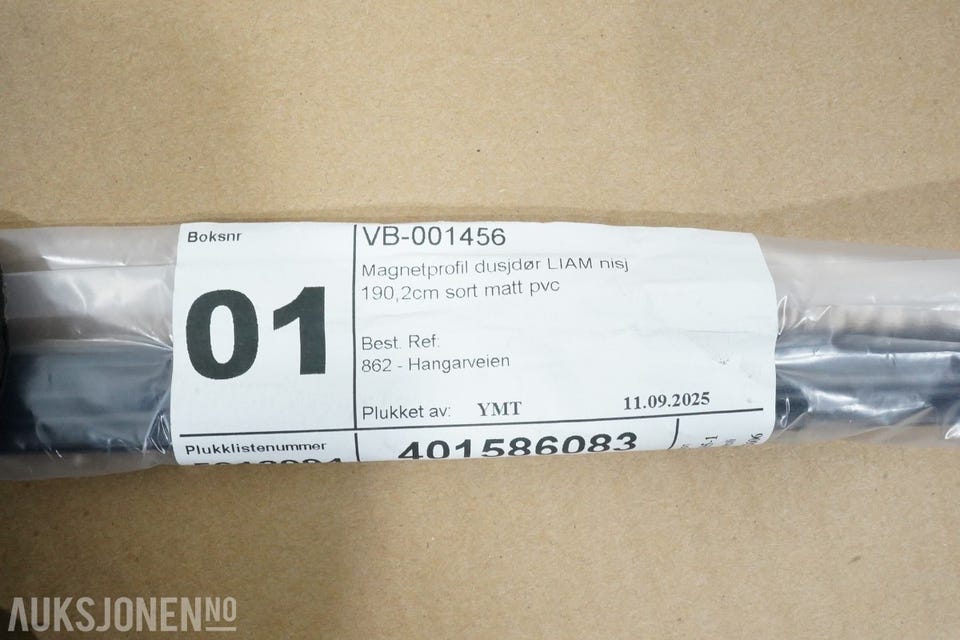 Boksnr
01
VB-001456
Magnetprofil dusjdør LIAM nisj
190,2cm sort matt pvc
Best. Ref:
862 - Hangarveien
Plukket av: YMT 11.09.2025
Plukklistenummer
401586083
AUKSJONEN.NO